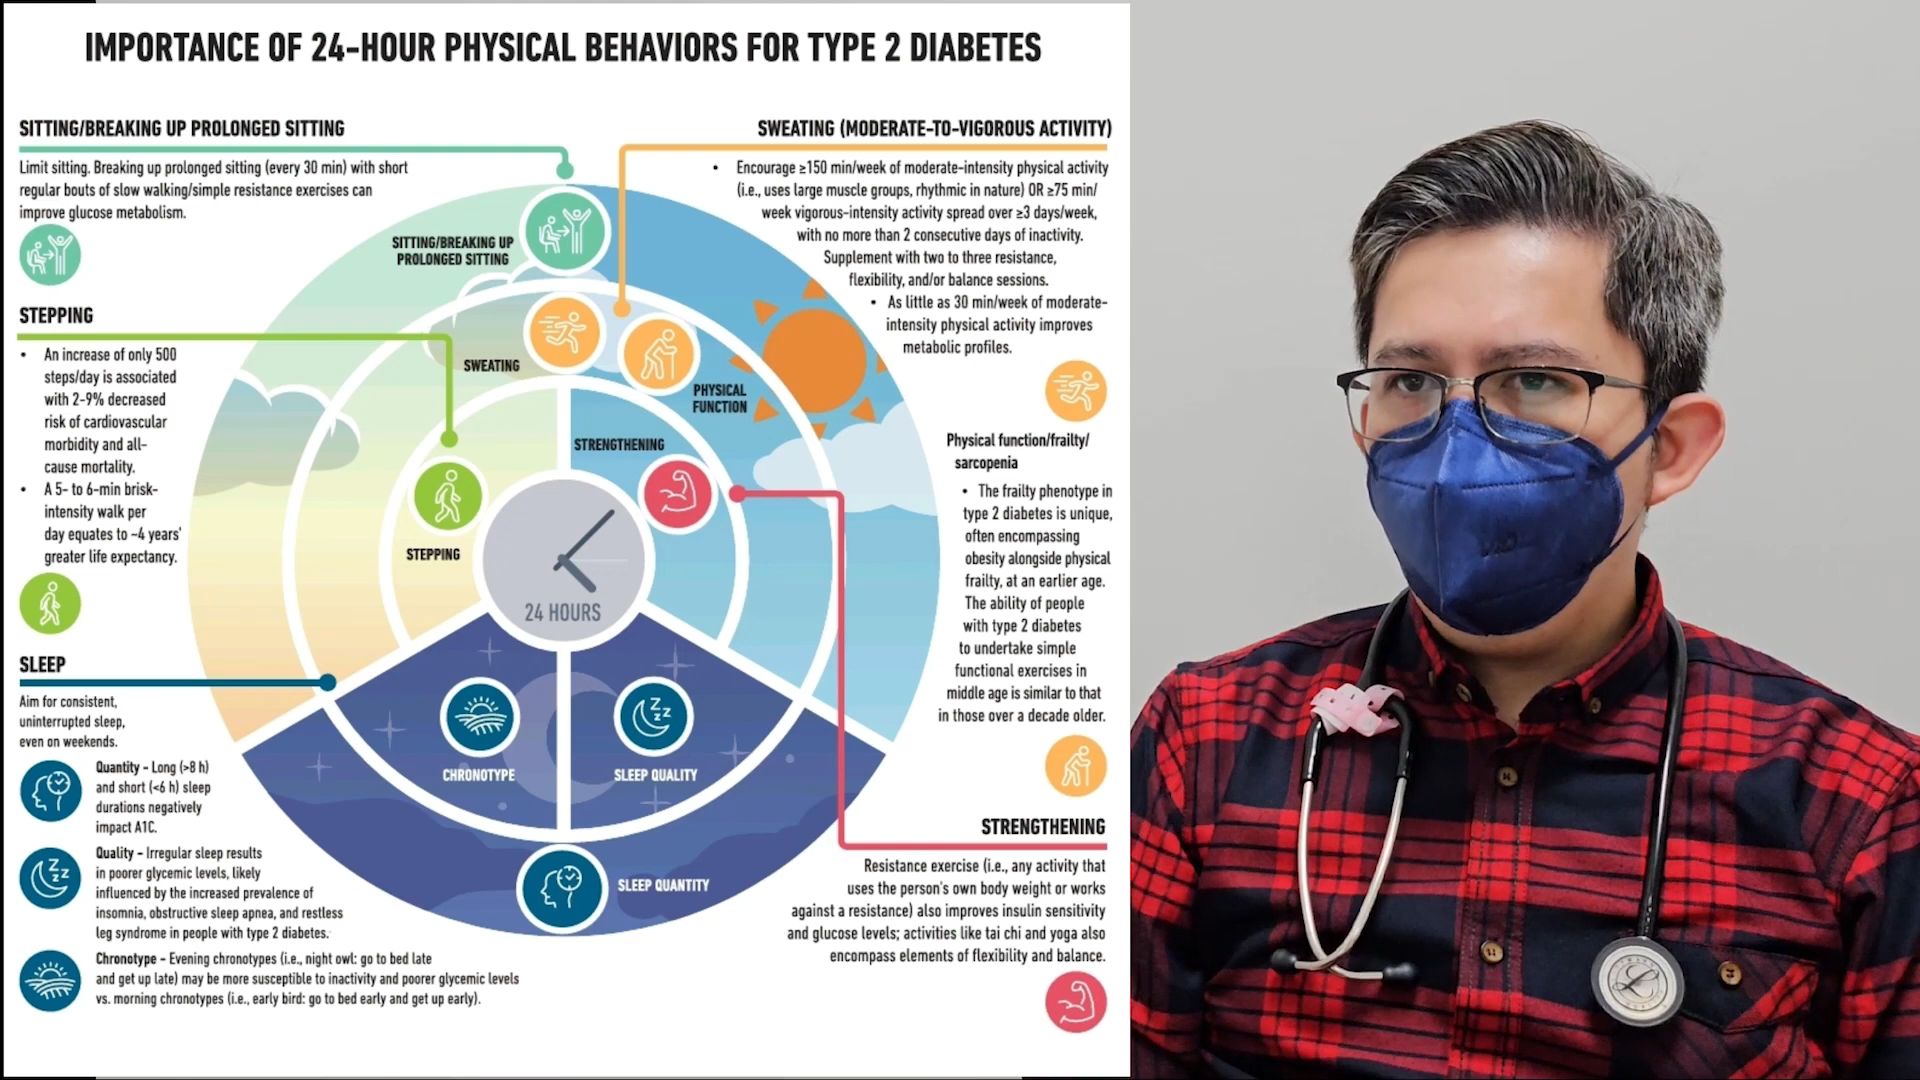 IMPORTANCE OF 24-HOUR PHYSICAL BEHAVIORS FOR TYPE 2 DIABETES
SITTING/BREAKING UP PROLONGED SITTING
Limit sitting. Breaking up prolonged sitting (every 30 min) with short
regular bouts of slow walking/simple resistance exercises can
improve glucose metabolism.
STEPPING
• An increase of only 500
steps/day is associated
with 2-9% decreased
risk of cardiovascular
morbidity and all-
cause mortality.
• A 5- to 6-min brisk-
intensity walk per
day equates to ~4 years'
greater life expectancy.
SLEEP
Aim for consistent,
uninterrupted sleep,
even on weekends.
Quantity - Long (>8 h)
and short (<6 h) sleep
durations negatively
impact A1C.
Quality - Irregular sleep results
in poorer glycemic levels, likely
influenced by the increased prevalence of
insomnia, obstructive sleep apnea, and restless
leg syndrome in people with type 2 diabetes.
Chronotype - Evening chronotypes (i.e., night owl: go to bed late
and get up late) may be more susceptible to inactivity and poorer glycemic levels
vs. morning chronotypes (i.e., early bird: go to bed early and get up early).
SITTING/BREAKING UP
PROLONGED SITTING
SWEATING
PHYSICAL
FUNCTION
STRENGTHENING
STEPPING
24 HOURS
CHRONOTYPE
SLEEP QUALITY
SLEEP QUANTITY
SWEATING (MODERATE-TO-VIGOROUS ACTIVITY)
• Encourage ≥150 min/week of moderate-intensity physical activity
(i.e., uses large muscle groups, rhythmic in nature) OR ≥75 min/
week vigorous-intensity activity spread over ≥3 days/week,
with no more than 2 consecutive days of inactivity.
Supplement with two to three resistance,
flexibility, and/or balance sessions.
• As little as 30 min/week of moderate-
intensity physical activity improves
metabolic profiles.
Physical function/frailty/
sarcopenia
• The frailty phenotype in
type 2 diabetes is unique,
often encompassing
obesity alongside physical
frailty, at an earlier age.
The ability of people
with type 2 diabetes
to undertake simple
functional exercises in
middle age is similar to that
in those over a decade older.
STRENGTHENING
Resistance exercise (i.e., any activity that
uses the person's own body weight or works
against a resistance) also improves insulin sensitivity
and glucose levels; activities like tai chi and yoga also
encompass elements of flexibility and balance.